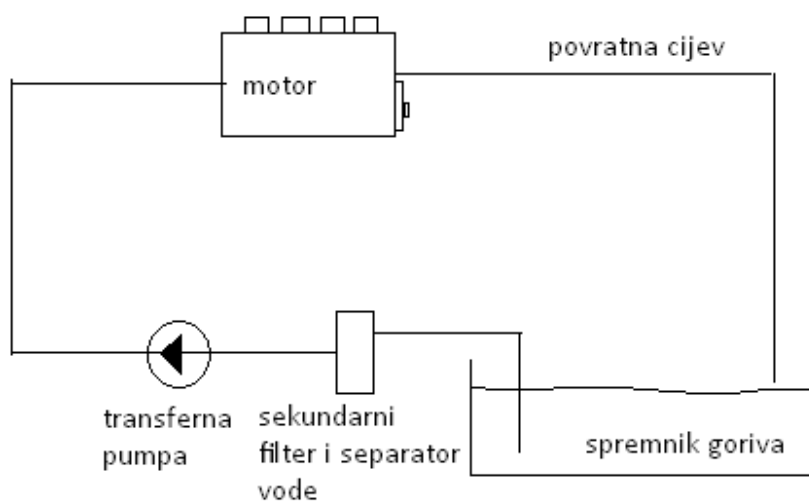 povratna cijev
motor
transferna
pumpa
sekundarni
filter i separator
vode
spremnik goriva